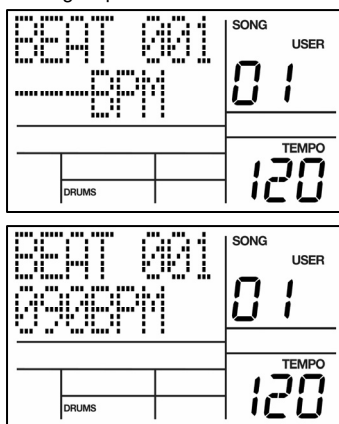 BEAT 001
SONG
USER
---BPM
01
TEMPO
120
DRUMS
BEAT 001
SONG
USER
090BPM
01
TEMPO
120
DRUMS